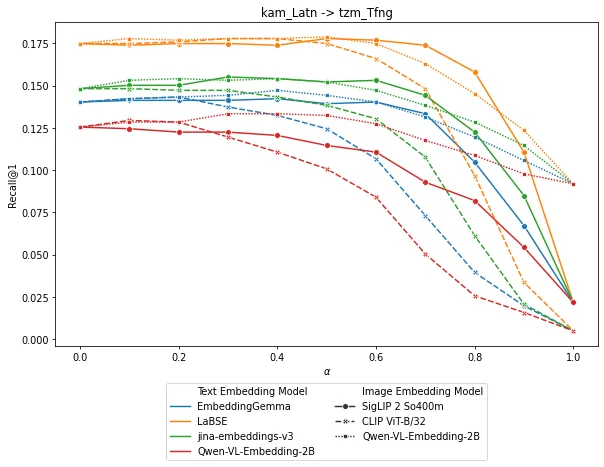 kam_Latn -> tzm_Tfng
Recall@1
0.175
0.150
0.125
0.100
0.075
0.050
0.025
0.000
0.0 0.2 0.4 0.6 0.8 1.0
α
Text Embedding Model Image Embedding Model
EmbeddingGemma SigLIP 2 So400m
LaBSE CLIP ViT-B/32
jina-embeddings-v3 Qwen-VL-Embedding-2B
Qwen-VL-Embedding-2B